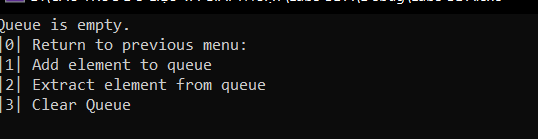 Queue is empty.
|0| Return to previous menu:
|1| Add element to queue
|2| Extract element from queue
|3| Clear Queue